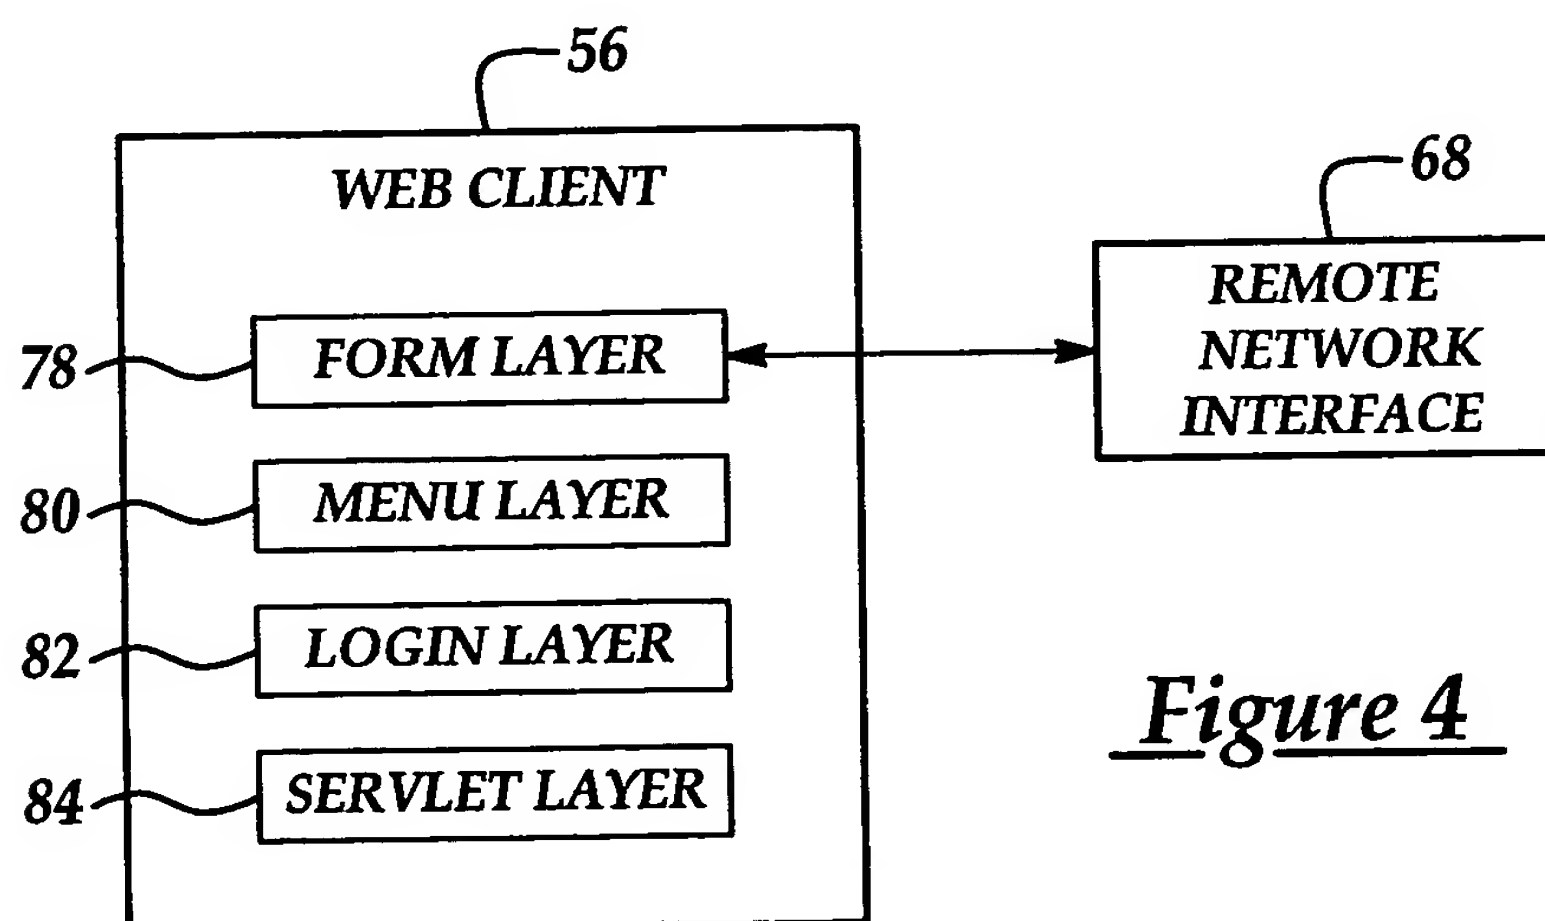 56
WEB CLIENT
68
REMOTE
NETWORK
INTERFACE
78
FORM LAYER
80
MENU LAYER
82
LOGIN LAYER
84
SERVLET LAYER
Figure 4